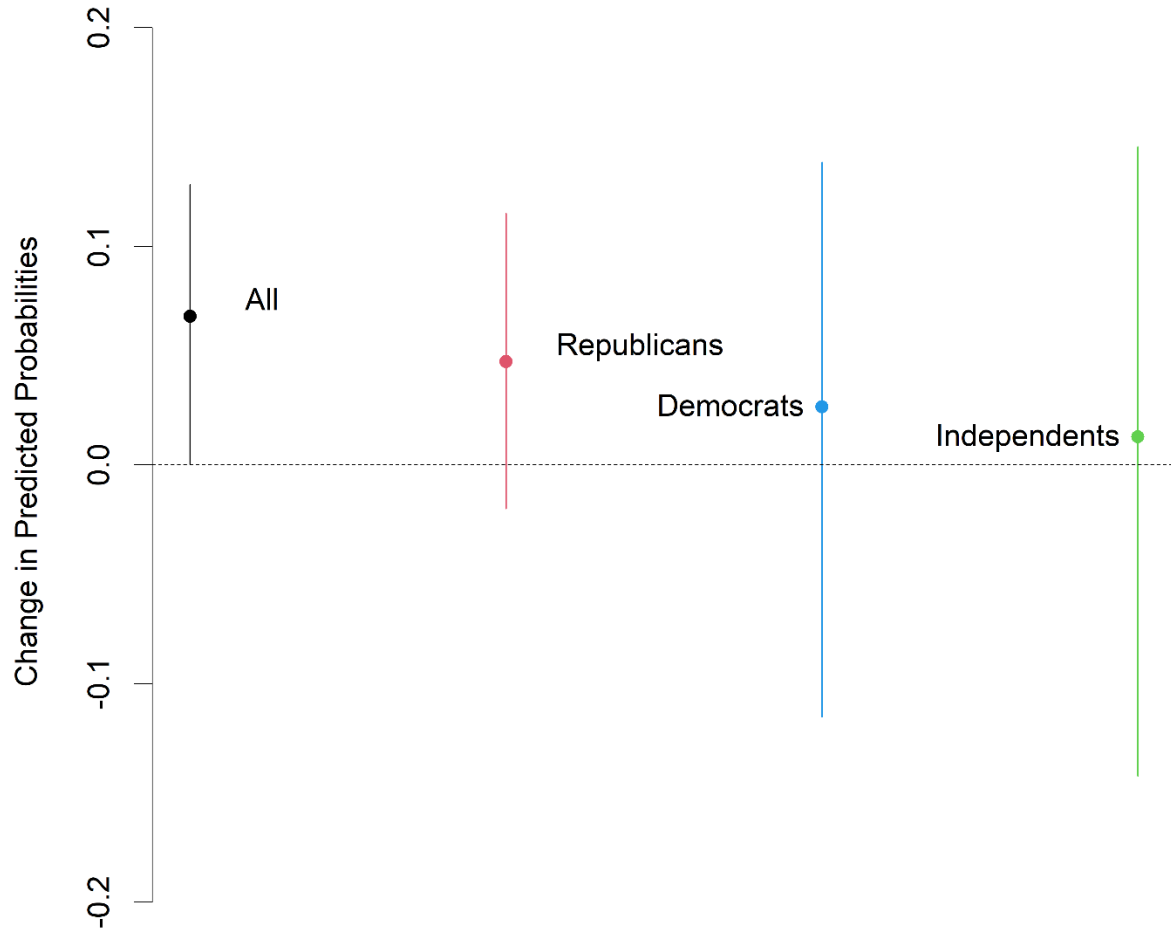 0.2
0.1
0.0
-0.1
-0.2
Change in Predicted Probabilities
All
Republicans
Democrats
Independents